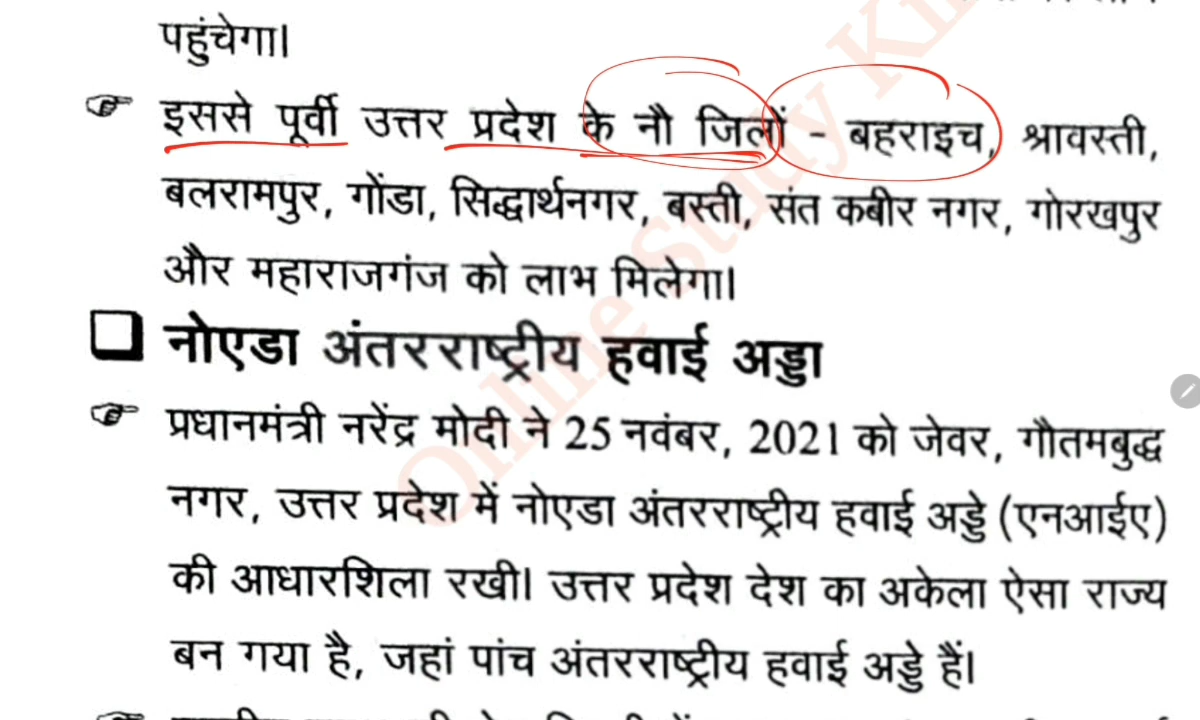 पहुंचेगा।
इससे पूर्वी उत्तर प्रदेश के नौ जिलों - बहराइच, श्रावस्ती,
बलरामपुर, गोंडा, सिद्धार्थनगर, बस्ती, संत कबीर नगर, गोरखपुर
और महाराजगंज को लाभ मिलेगा।
नोएडा अंतरराष्ट्रीय हवाई अड्डा
प्रधानमंत्री नरेंद्र मोदी ने 25 नवंबर, 2021 को जेवर, गौतमबुद्ध
नगर, उत्तर प्रदेश में नोएडा अंतरराष्ट्रीय हवाई अड्डे (एनआईए)
की आधारशिला रखी। उत्तर प्रदेश देश का अकेला ऐसा राज्य
बन गया है, जहां पांच अंतरराष्ट्रीय हवाई अड्डे हैं।
Online Study